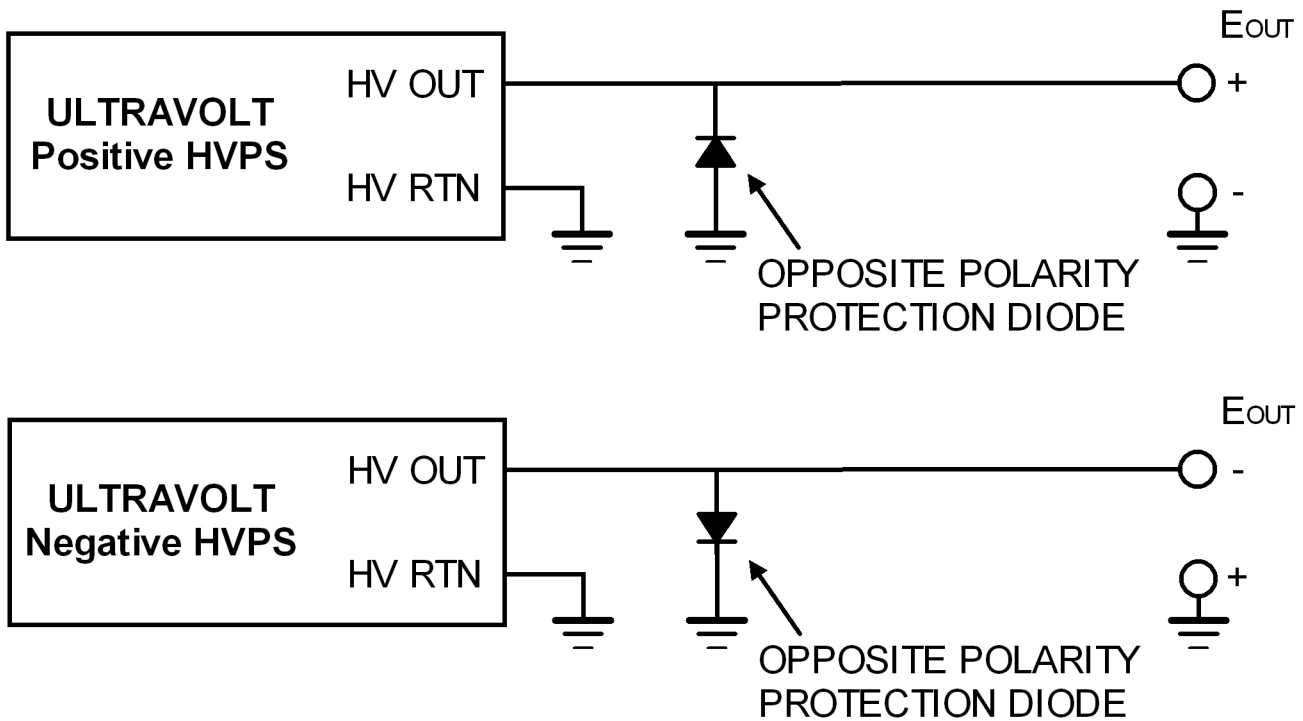 EOUT
HV OUT
+
ULTRAVOLT
Positive HVPS
HV RTN
-
OPPOSITE POLARITY
PROTECTION DIODE
EOUT
HV OUT
-
ULTRAVOLT
Negative HVPS
HV RTN
+
OPPOSITE POLARITY
PROTECTION DIODE